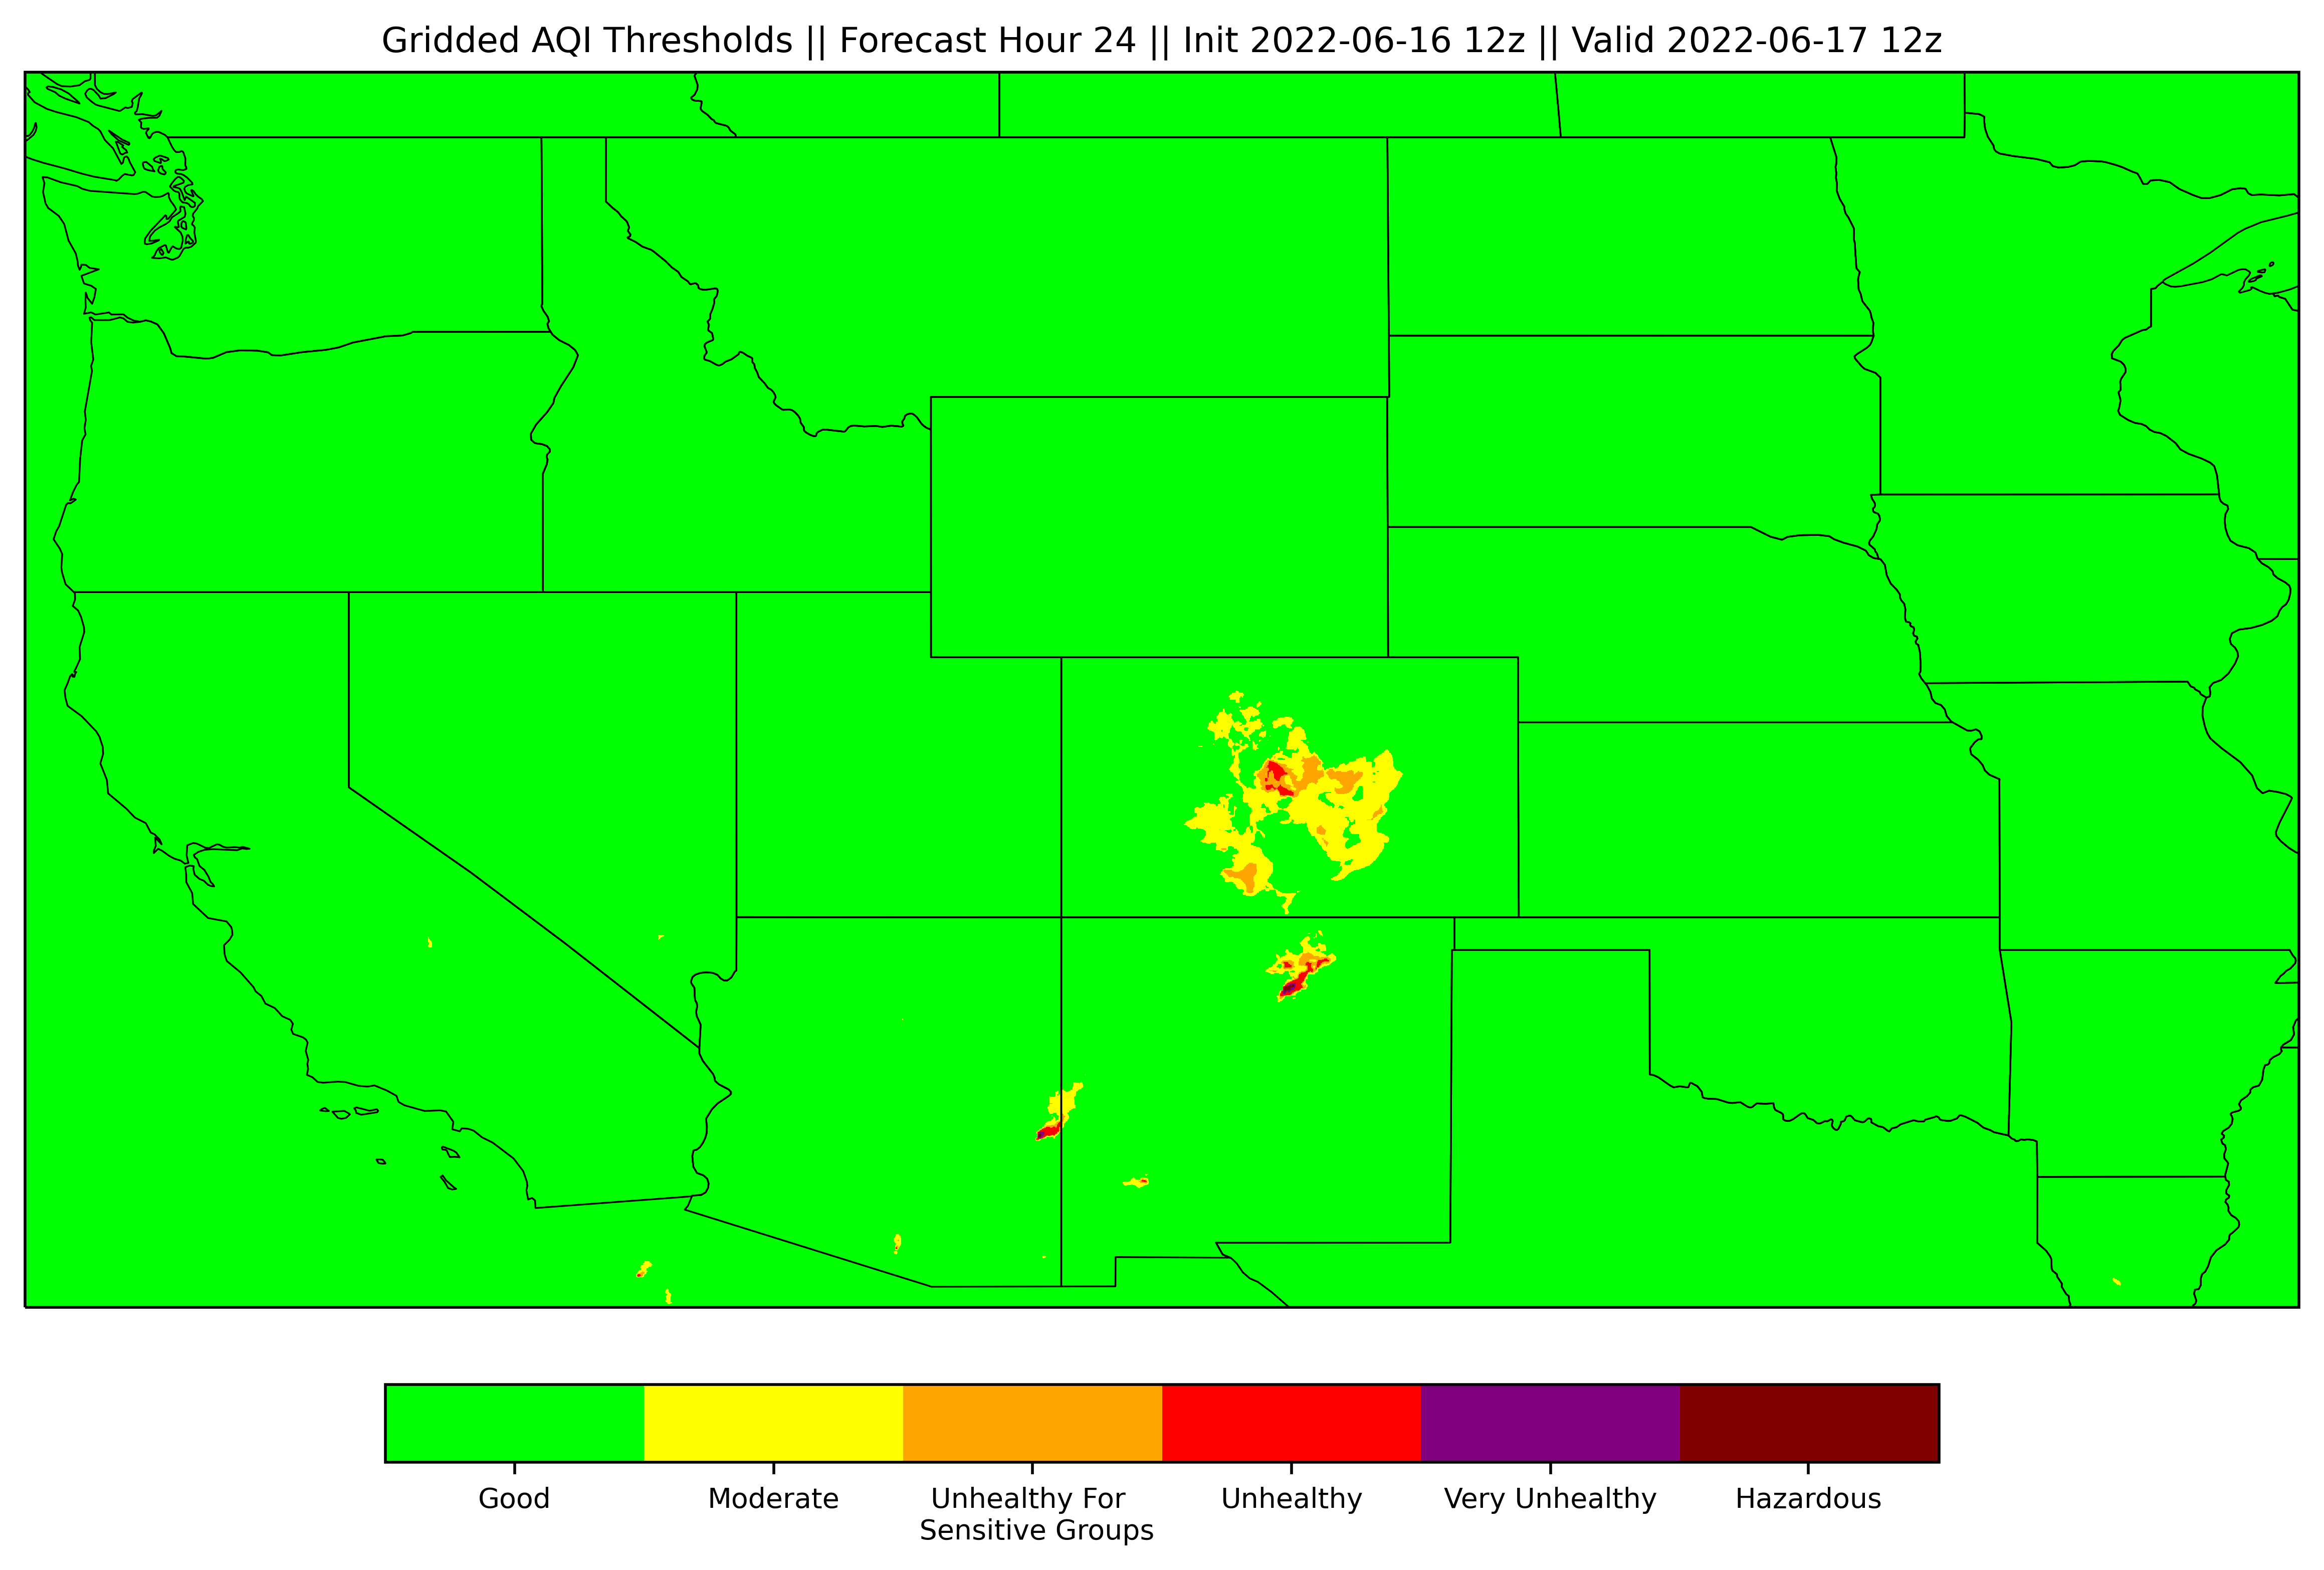 Gridded AQI Thresholds || Forecast Hour 24 || Init 2022-06-16 12z || Valid 2022-06-17 12z
Good
Moderate
Unhealthy For
Sensitive Groups
Unhealthy
Very Unhealthy
Hazardous